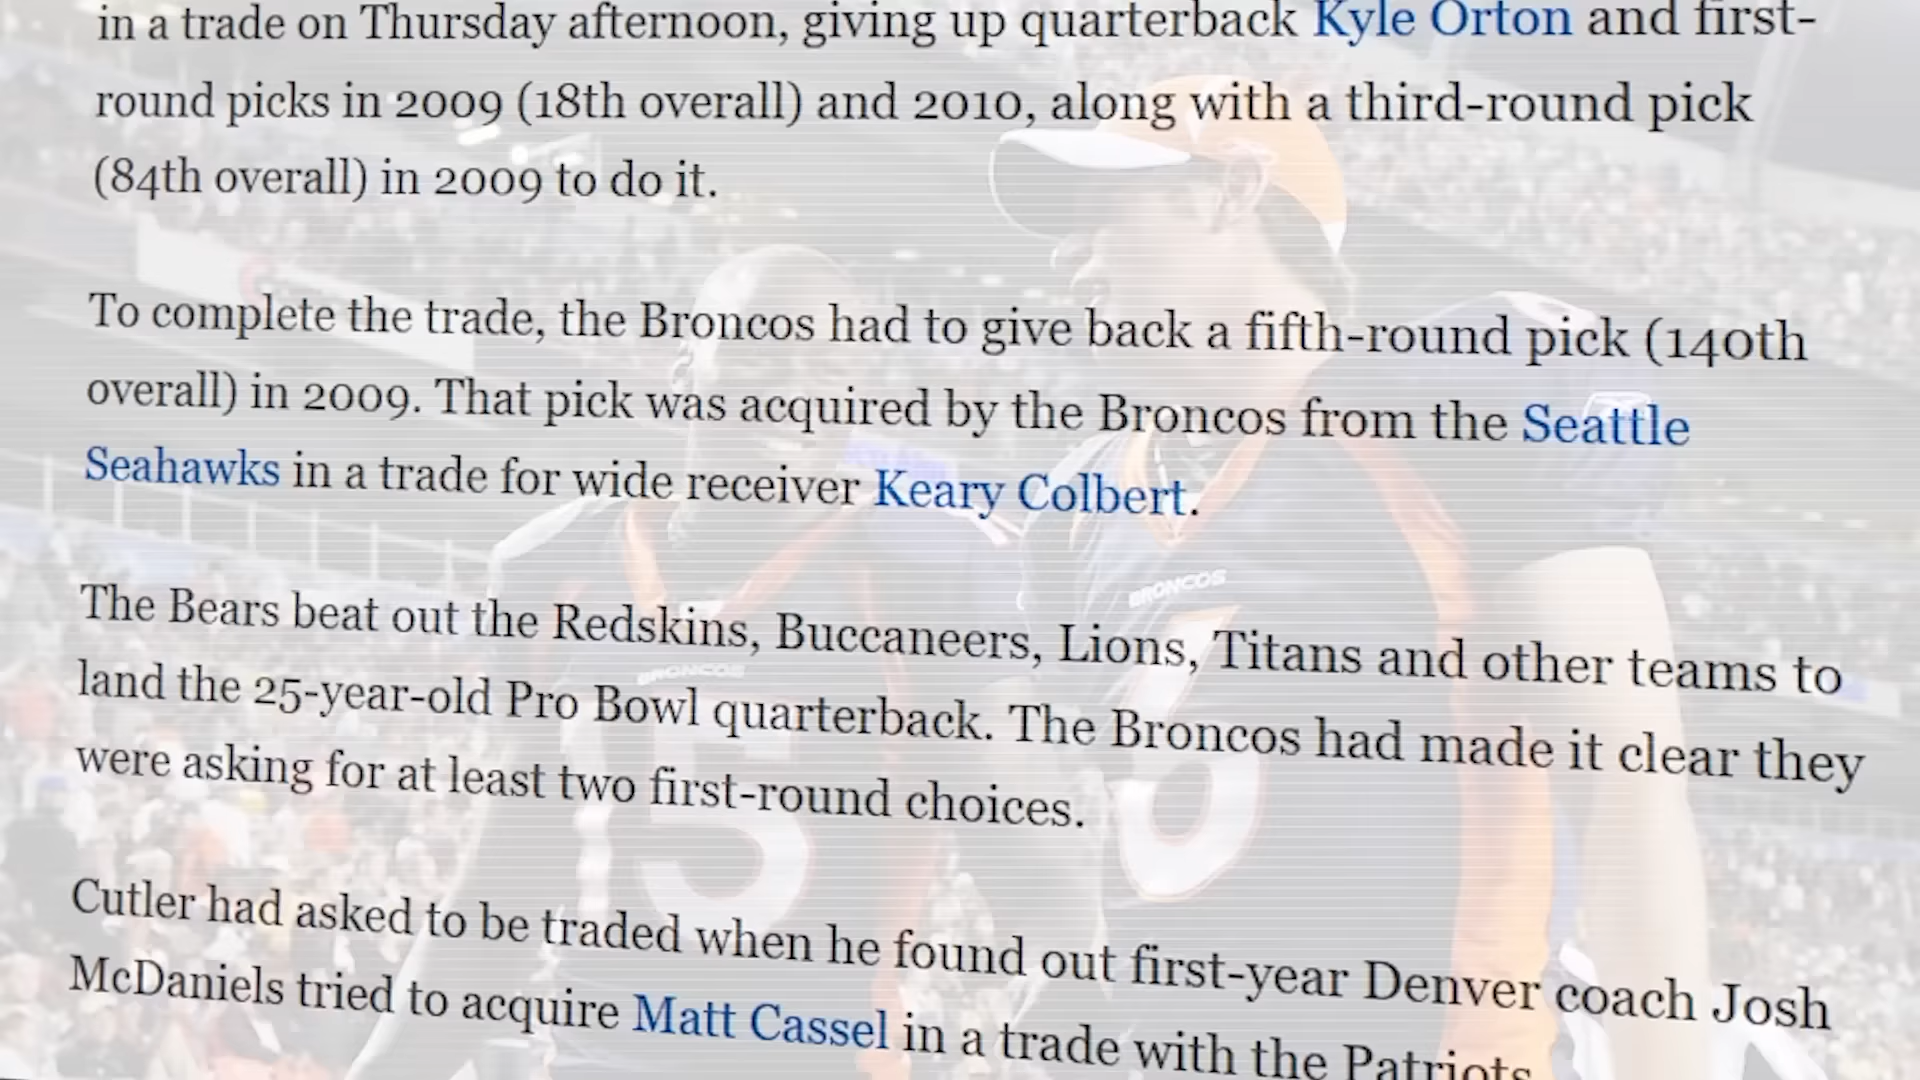 in a trade on Thursday afternoon, giving up quarterback Kyle Orton and first-
round picks in 2009 (18th overall) and 2010, along with a third-round pick
(84th overall) in 2009 to do it.
To complete the trade, the Broncos had to give back a fifth-round pick (140th
overall) in 2009. That pick was acquired by the Broncos from the Seattle
Seahawks in a trade for wide receiver Keary Colbert.
The Bears beat out the Redskins, Buccaneers, Lions, Titans and other teams to
land the 25-year-old Pro Bowl quarterback. The Broncos had made it clear they
were asking for at least two first-round choices.
Cutler had asked to be traded when he found out first-year Denver coach Josh
McDaniels tried to acquire Matt Cassel in a trade with the Patriots
BRONCOS
BRONCOS
5
6